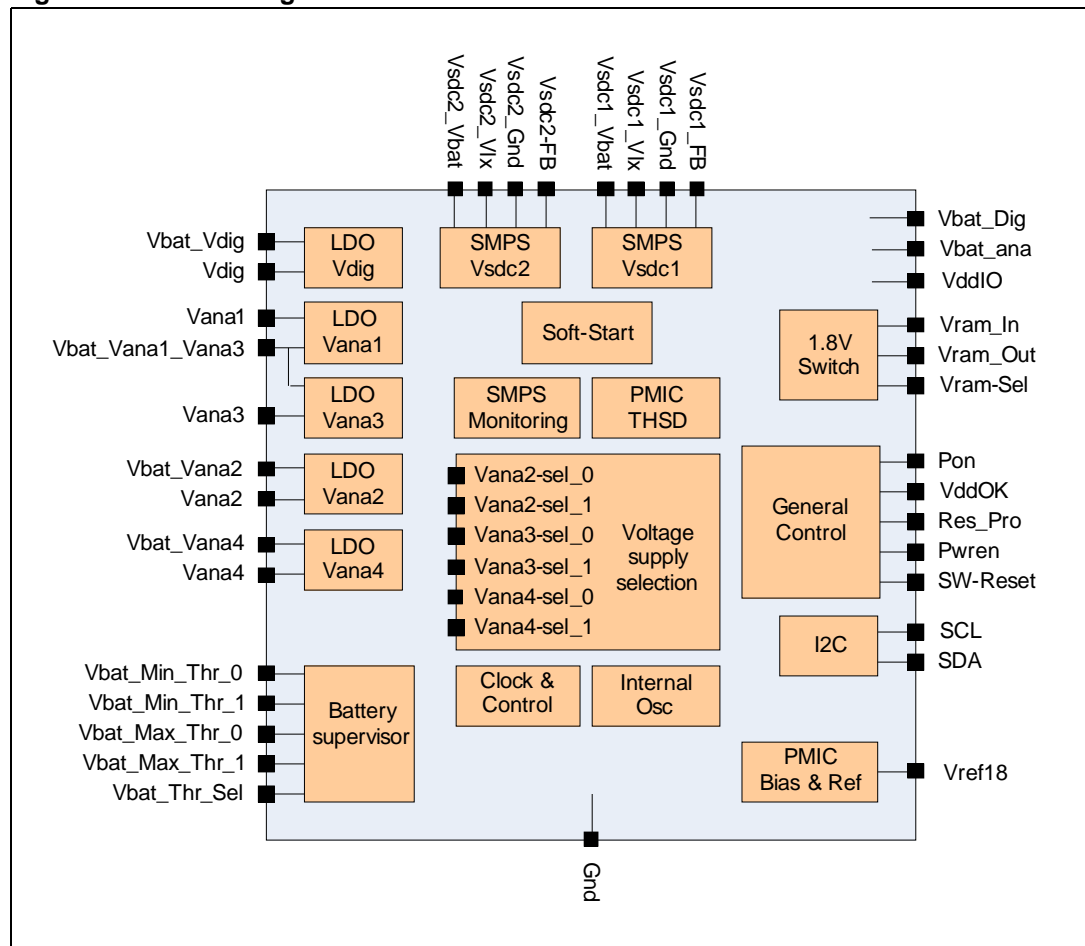 Vsdc2_Vbat
Vsdc2_Vlx
Vsdc2_Gnd
Vsdc2-FB
Vsdc1_Vbat
Vsdc1_Vlx
Vsdc1_Gnd
Vsdc1_FB
Vbat_Vdig
Vdig
Vana1
Vbat_Vana1_Vana3
Vana3
Vbat_Vana2
Vana2
Vbat_Vana4
Vana4
Vbat_Min_Thr_0
Vbat_Min_Thr_1
Vbat_Max_Thr_0
Vbat_Max_Thr_1
Vbat_Thr_Sel
LDO
Vdig
LDO
Vana1
LDO
Vana3
LDO
Vana2
LDO
Vana4
Battery
supervisor
SMPS
Vsdc2
SMPS
Vsdc1
Soft-Start
SMPS
Monitoring
PMIC
THSD
Vana2-sel_0
Vana2-sel_1
Vana3-sel_0
Vana3-sel_1
Vana4-sel_0
Vana4-sel_1
Voltage
supply
selection
Clock &
Control
Internal
Osc
1.8V
Switch
General
Control
I2C
PMIC
Bias & Ref
Vbat_Dig
Vbat_ana
VddIO
Vram_In
Vram_Out
Vram-Sel
Pon
VddOK
Res_Pro
Pwren
SW-Reset
SCL
SDA
Vref18
Gnd